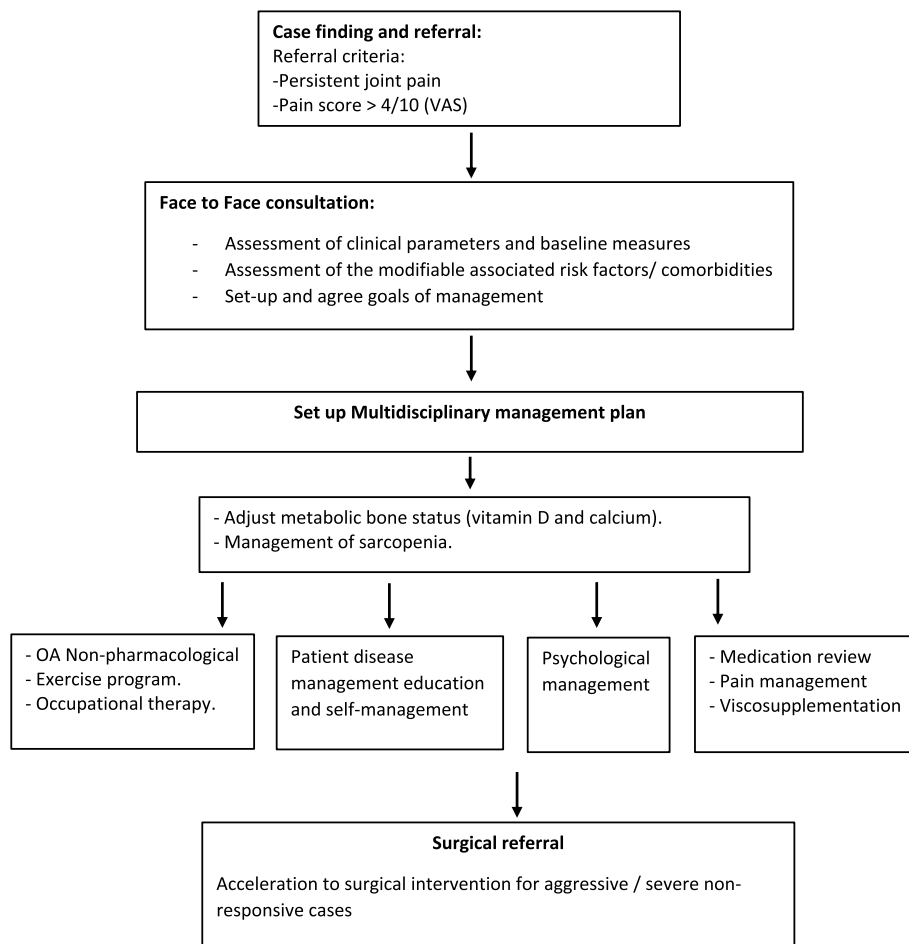 Case finding and referral:
Referral criteria:
-Persistent joint pain
-Pain score > 4/10 (VAS)
Face to Face consultation:
- Assessment of clinical parameters and baseline measures
- Assessment of the modifiable associated risk factors/ comorbidities
- Set-up and agree goals of management
Set up Multidisciplinary management plan
- Adjust metabolic bone status (vitamin D and calcium).
- Management of sarcopenia.
- OA Non-pharmacological
- Exercise program.
- Occupational therapy.
Patient disease
management education
and self-management
Psychological
management
- Medication review
- Pain management
- Viscosupplementation
Surgical referral
Acceleration to surgical intervention for aggressive / severe non-
responsive cases